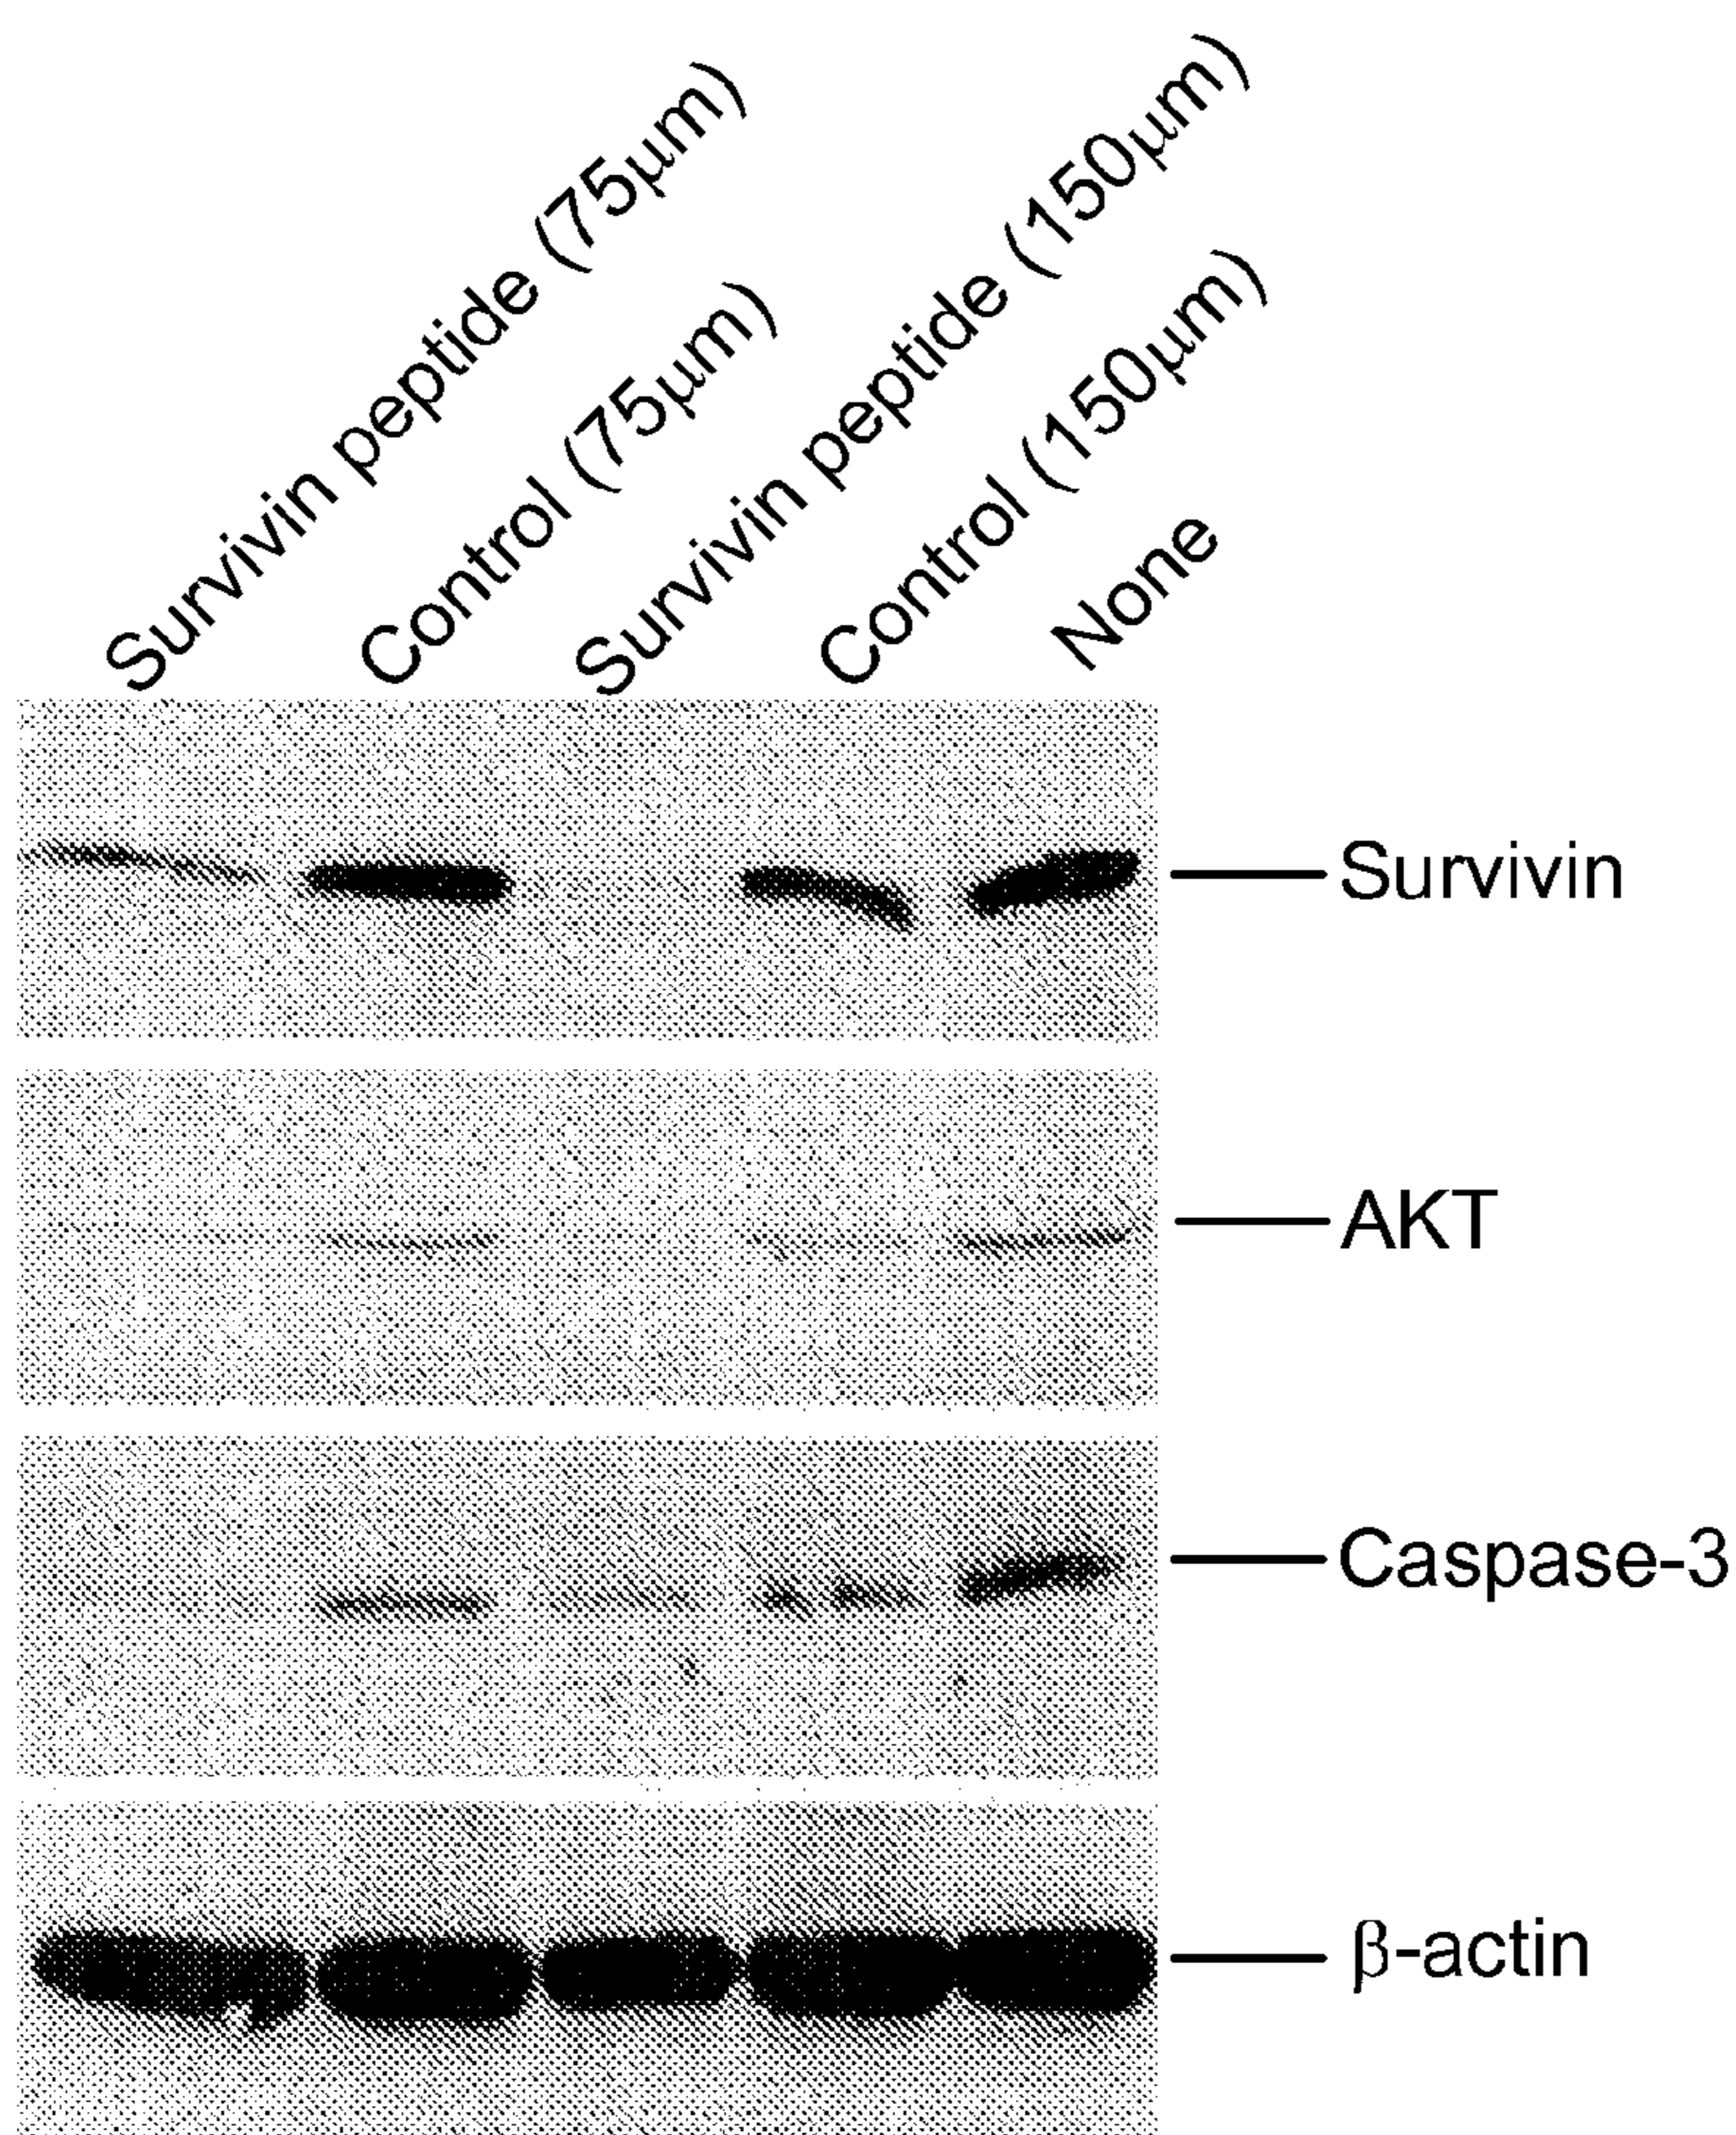 Survivin peptide (75μm)
Control (75μm)
Survivin peptide (150μm)
Control (150μm)
None
Survivin
AKT
Caspase-3
β-actin